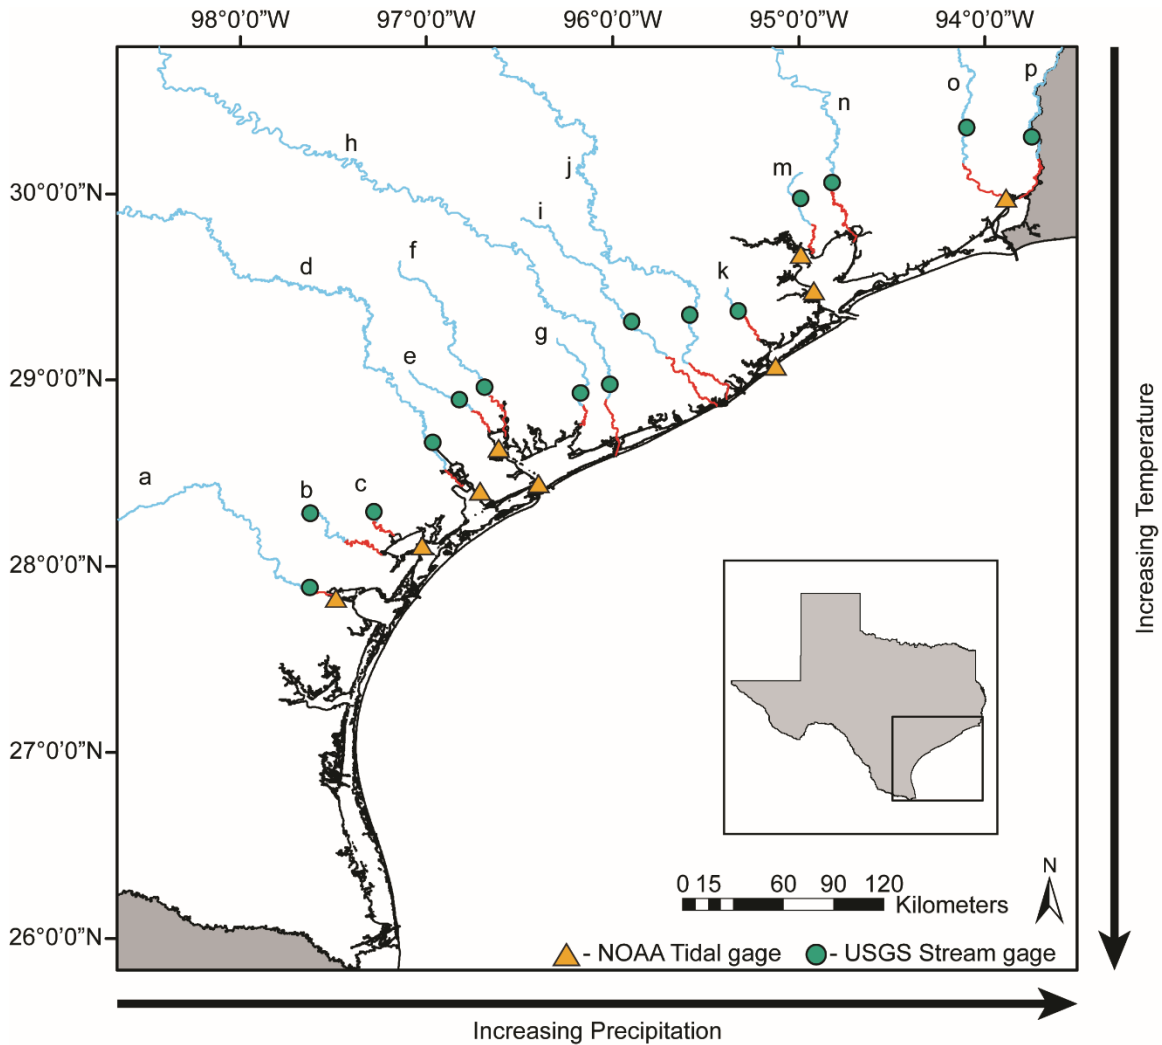 98°0'0"W 97°0'0"W 96°0'0"W 95°0'0"W 94°0'0"W
o p
n
h
j m
30°0'0"N
i
f
d k
g
e
29°0'0"N
a
b c
28°0'0"N
27°0'0"N
26°0'0"N
Increasing Temperature
N
0 15 60 90 120
Kilometers
- NOAA Tidal gage - USGS Stream gage
Increasing Precipitation